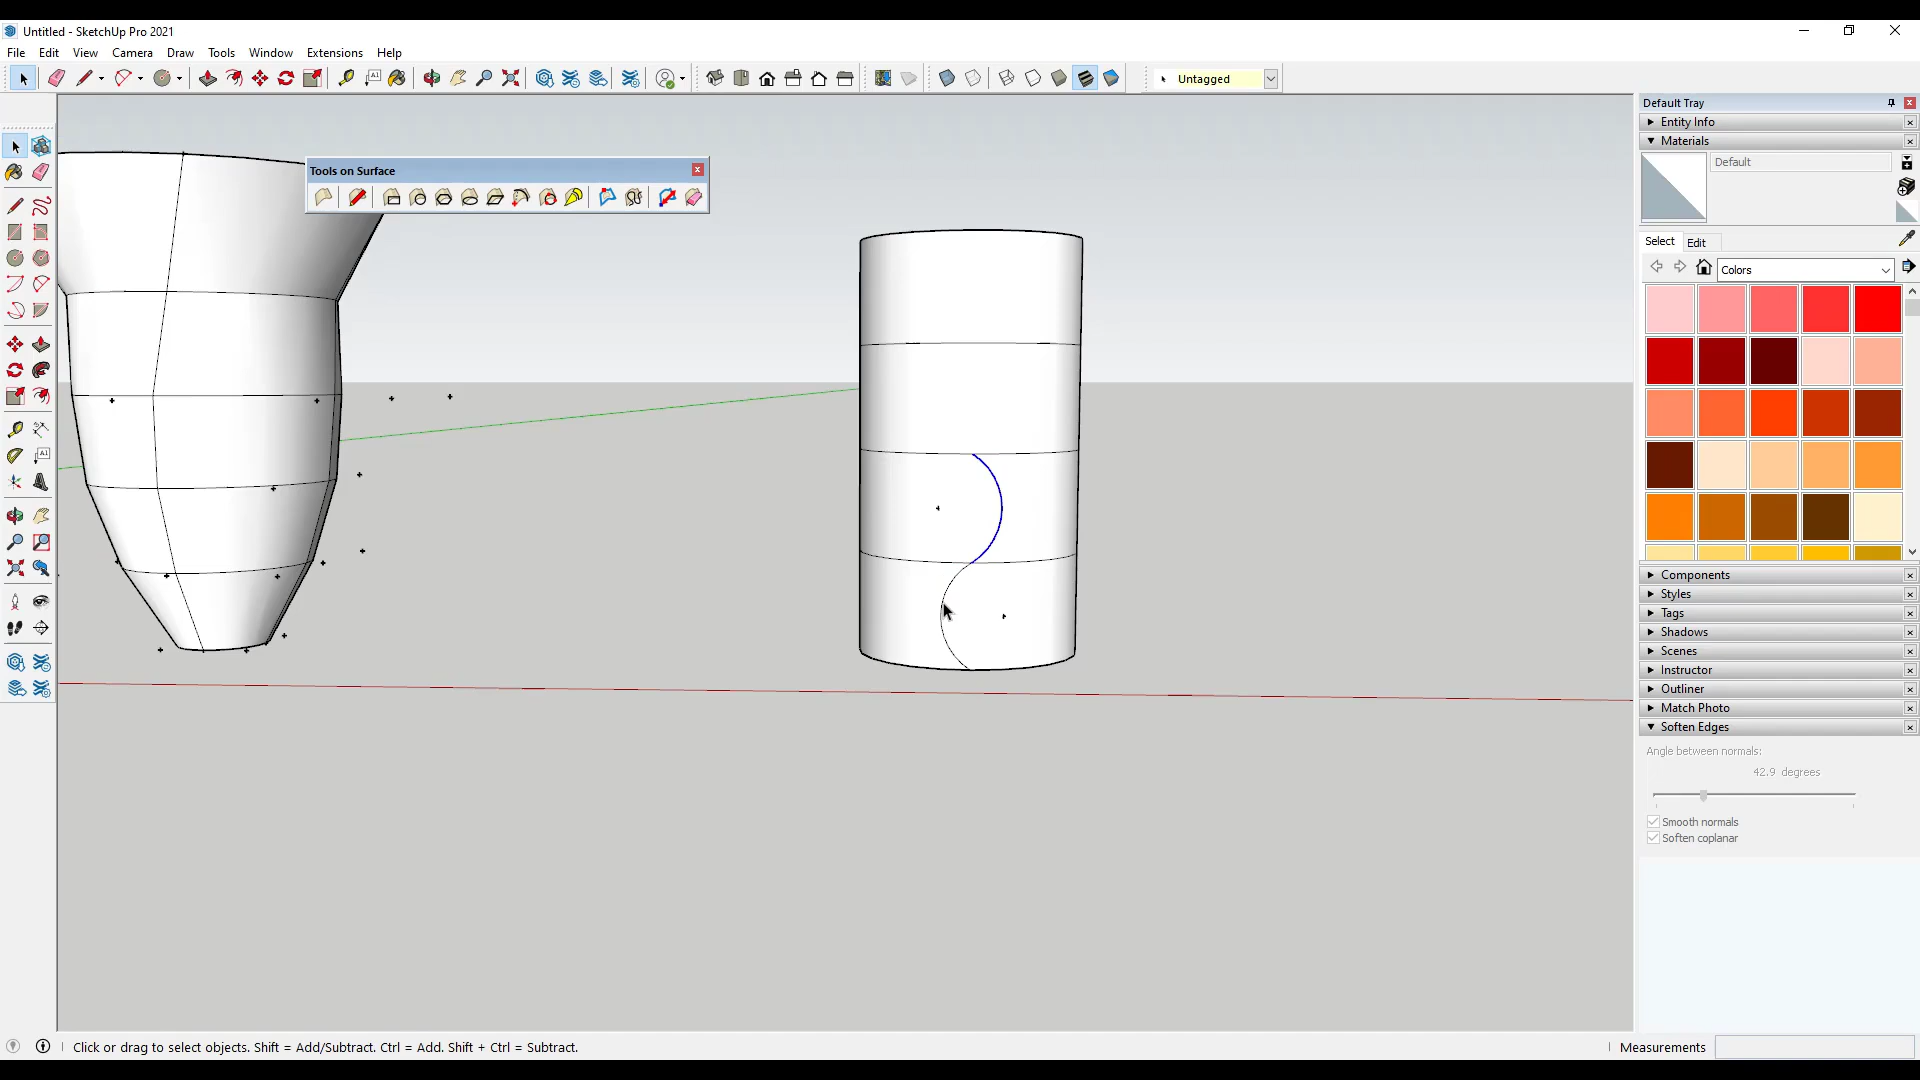 Untitled - SketchUp Pro 2021
File Edit View Camera Draw Tools Window Extensions Help
Untagged
Default Tray
Entity Info
Materials
Default
Tools on Surface
Select Edit
Colors
Components
Styles
Tags
Shadows
Scenes
Instructor
Outliner
Match Photo
Soften Edges
Angle between normals:
42.9 degrees
Smooth normals
Soften coplanar
Click or drag to select objects. Shift = Add/Subtract. Ctrl = Add. Shift + Ctrl = Subtract.
Measurements